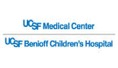 UCSF Medical Center
UCSF Benioff Children's Hospital